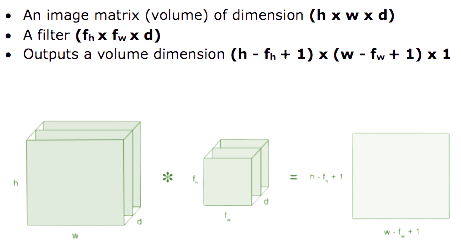 • An image matrix (volume) of dimension (h x w x d)
• A filter (fh x fw x d)
• Outputs a volume dimension (h - fh + 1) x (w - fw + 1) x 1
h
w
d
*
fh
fw
d
=
h - fh + 1
w - fw + 1